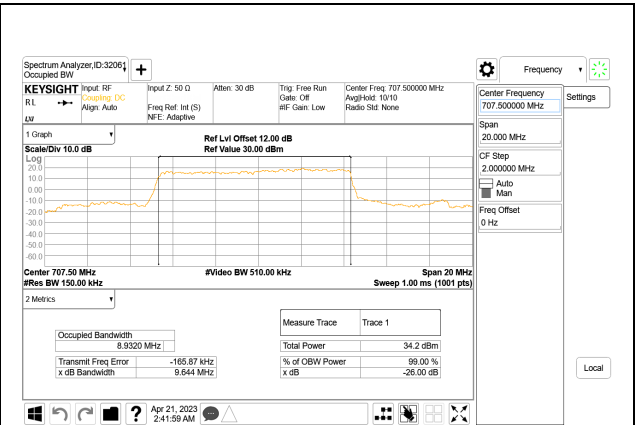 Spectrum Analyzer,ID:32061
Occupied BW
+
Frequency
KEYSIGHT Input: RF Input Z: 50 Ω Atten: 30 dB Trig: Free Run Center Freq: 707.500000 MHz
RL Coupling: DC Gate: Off Avg|Hold: 10/10
Align: Auto Freq Ref: Int (S) #IF Gain: Low Radio Std: None
LXI NFE: Adaptive
Center Frequency
707.500000 MHz
Settings
Span
20.000 MHz
CF Step
2.000000 MHz
Auto
Man
Freq Offset
0 Hz
1 Graph
Scale/Div 10.0 dB
Ref Lvl Offset 12.00 dB
Ref Value 30.00 dBm
Log
20.0
10.0
0.00
-10.0
-20.0
-30.0
-40.0
-50.0
-60.0
Center 707.50 MHz #Video BW 510.00 kHz Span 20 MHz
#Res BW 150.00 kHz Sweep 1.00 ms (1001 pts)
2 Metrics
Occupied Bandwidth
8.9320 MHz
Transmit Freq Error -165.87 kHz
x dB Bandwidth 9.644 MHz
Measure Trace Trace 1
Total Power 34.2 dBm
% of OBW Power 99.00 %
x dB -26.00 dB
Local
? Apr 21, 2023
2:41:59 AM